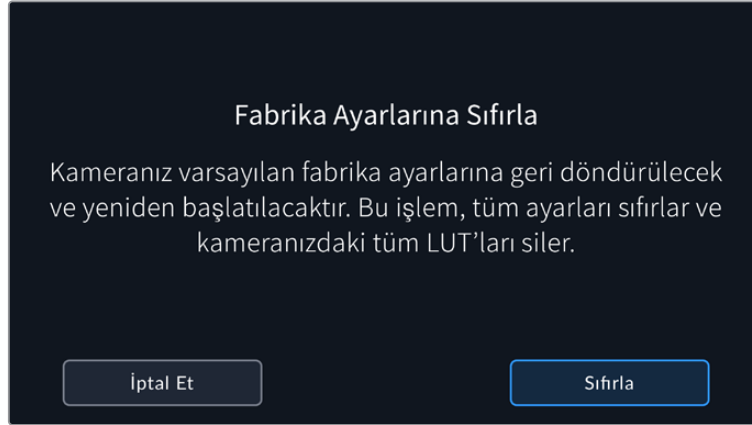 Fabrika Ayarlarına Sıfırla
Kameranız varsayılan fabrika ayarlarına geri döndürülecek
ve yeniden başlatılacaktır. Bu işlem, tüm ayarları sıfırlar ve
kameranızdaki tüm LUT’ları siler.
İptal Et
Sıfırla